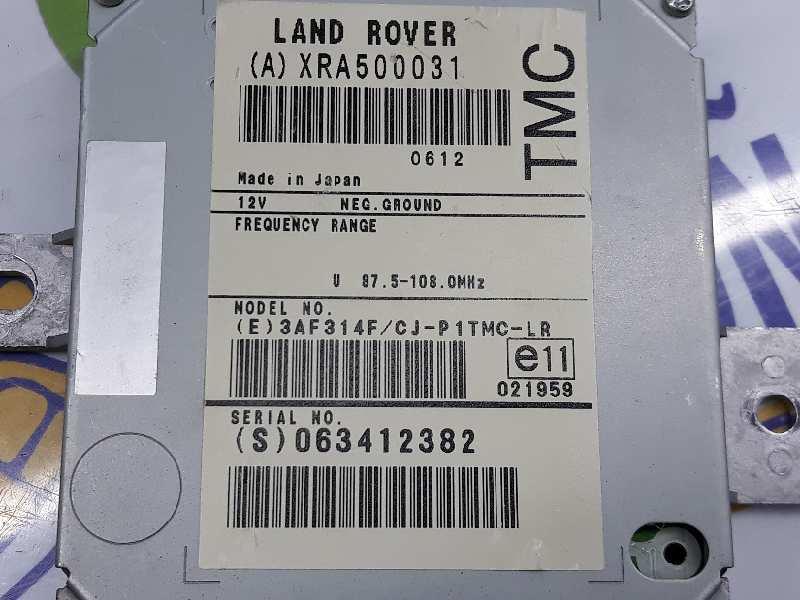 LAND ROVER
(A) XRA500031
TMC
0612
Made in Japan
12V NEG.GROUND
FREQUENCY RANGE
U 87.5-108.0MHz
MODEL NO.
(E)3AF314F/CJ-P1TMC-LR
e11
021959
SERIAL NO.
(S)063412382